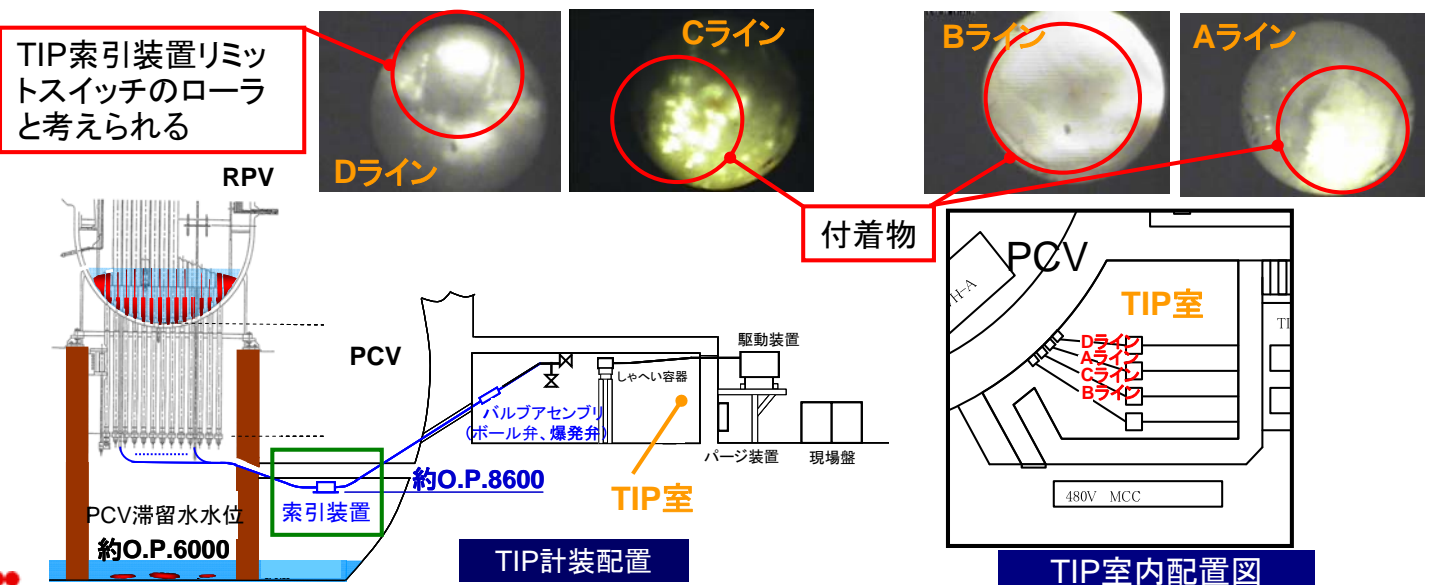 TIP索引装置リミッ
トスイッチのローラ
と考えられる
Dライン
Cライン
Bライン
Aライン
付着物
RPV
PCV
駆動装置
しゃへい容器
バルブアセンブリ
(ボール弁、爆発弁)
パージ装置
現場盤
TIP室
約O.P.8600
索引装置
PCV滞留水水位
約O.P.6000
TIP計装配置
PCV
H-A
TIP室
Dライン
Aライン
Cライン
Bライン
480V MCC
TIP室内配置図